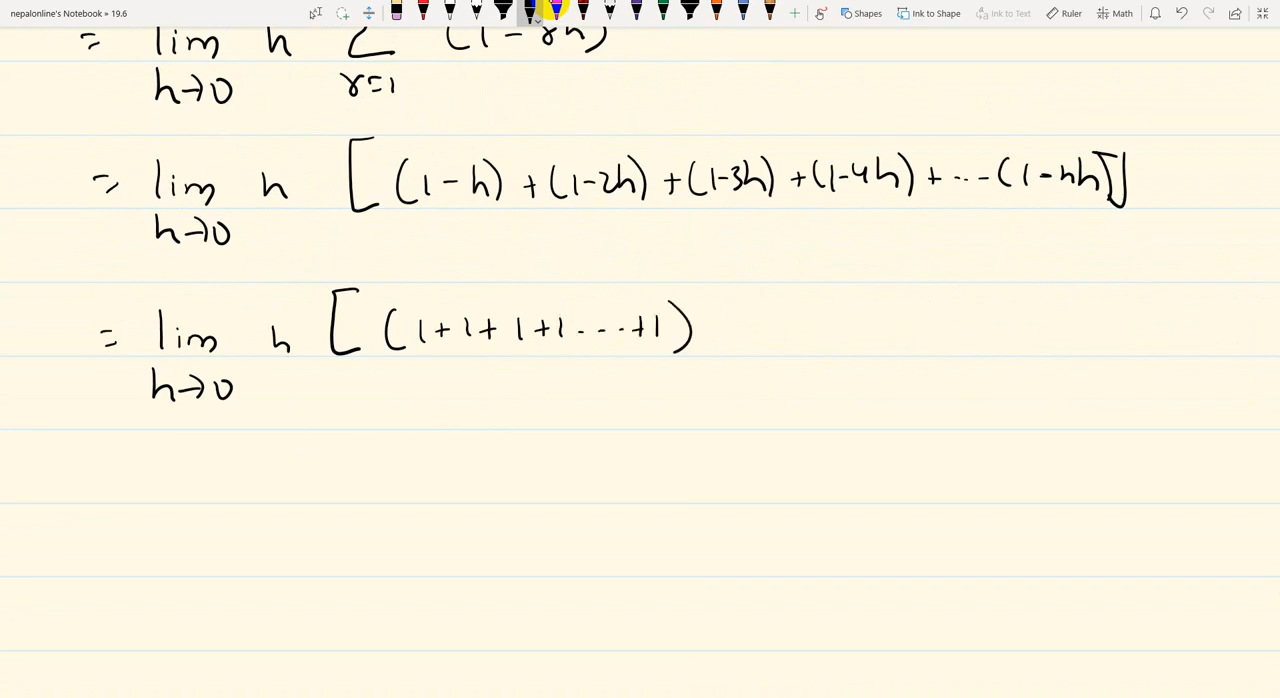 nepalonline's Notebook » 19.6
Shapes Ink to Shape Ink to Text Ruler Math
= lim h Σ (1 - rh)
h→0 r=1
= lim h [ (1 - h) + (1-2h) + (1-3h) + (1-4h) + ... - (1 - nh) ]
h→0
= lim h [ (1 + 1 + 1 + 1 ... + 1)
h→0